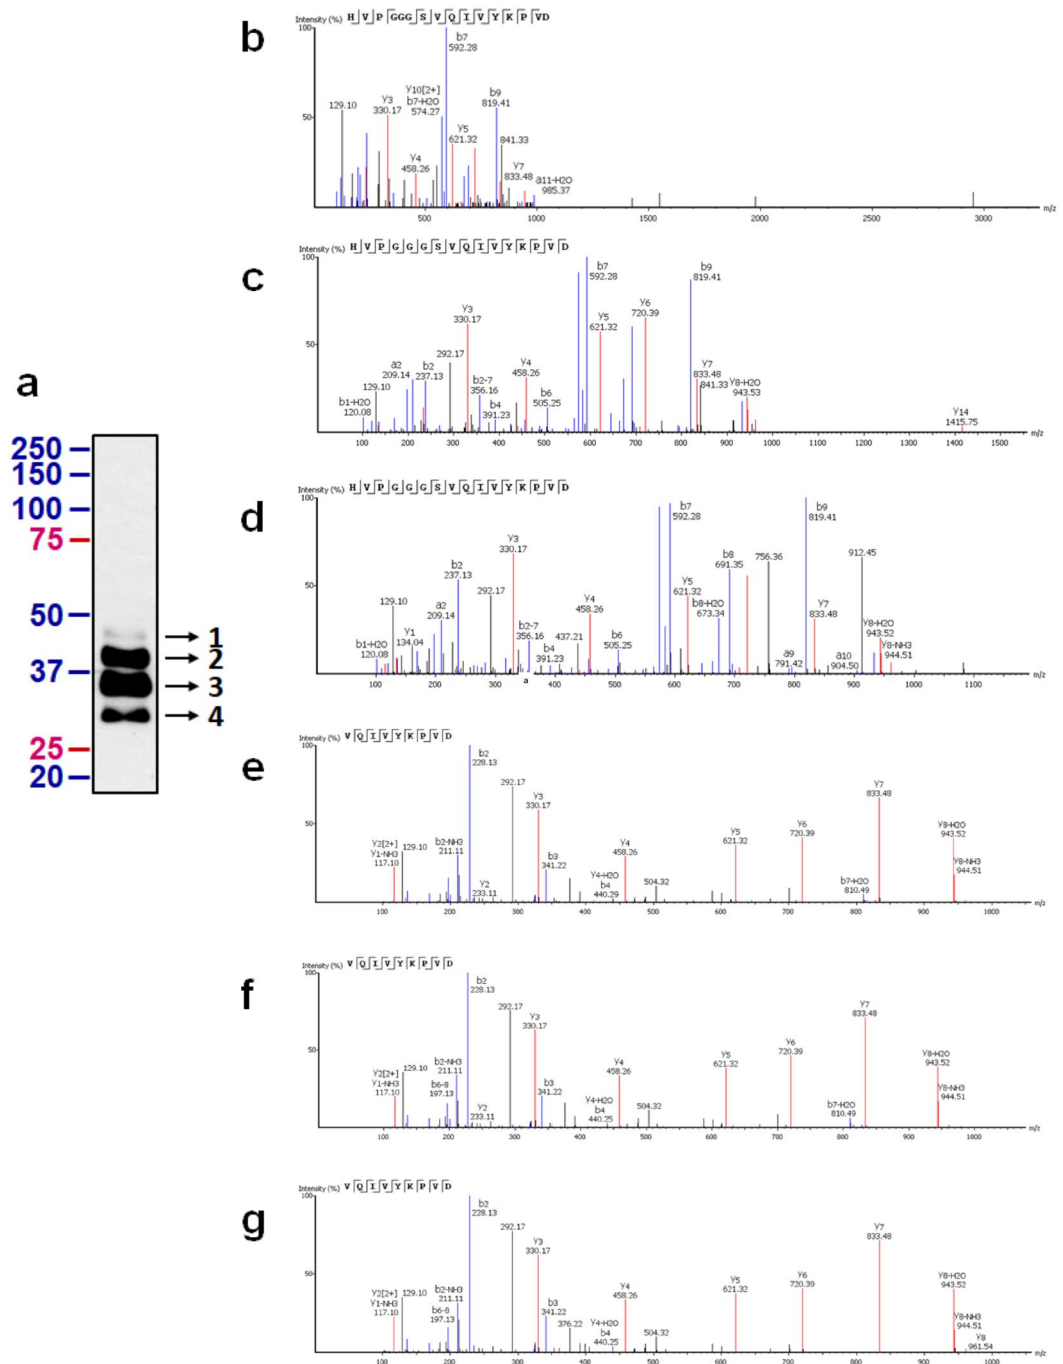 a
250
150
100
75
50
37
25
20
1
2
3
4
b
H V P GGG S V Q I V Y K P VD
Intensity (%)
100
50
129.10
y3
330.17
y4
458.26
y10[2+]
b7-H2O
574.27
b7
592.28
y5
621.32
b9
819.41
841.33
y7
833.48
a11-H2O
985.37
500
1000
1500
2000
2500
3000
m/z
c
H V P G G G S V Q I V Y K P V D
Intensity (%)
100
50
b1-H2O
120.08
129.10
a2
209.14
b2
237.13
292.17
y3
330.17
b2-7
356.16
b4
391.23
y4
458.26
b6
505.25
b7
592.28
y5
621.32
y6
720.39
b9
819.41
y7
833.48
841.33
y8-H2O
943.53
y14
1415.75
100
200
300
400
500
600
700
800
900
1000
1100
1200
1300
1400
1500
m/z
d
H V P G G G S V Q I V Y K P V D
Intensity (%)
100
50
b1-H2O
120.08
129.10
y1
134.04
a2
209.14
b2
237.13
292.17
y3
330.17
b2-7
356.16
b4
391.23
437.21
y4
458.26
b6
505.25
b7
592.28
y5
621.32
b8-H2O
673.34
b8
691.35
756.36
a9
791.42
b9
819.41
y7
833.48
a10
904.50
912.45
y8-H2O
943.52
y8-NH3
944.51
100
200
300
a
400
500
600
700
800
900
1000
1100
m/z
e
V Q I V Y K P V D
Intensity (%)
100
50
y2[2+]
y1-NH3
117.10
129.10
b2-NH3
211.11
b2
228.13
y2
233.11
292.17
y3
330.17
b3
341.22
y4-H2O
b4
440.29
y4
458.26
504.32
y5
621.32
y6
720.39
b7-H2O
810.49
y7
833.48
y8-H2O
943.52
y8-NH3
944.51
100
200
300
400
500
600
700
800
900
1000
m/z
f
V Q I V Y K P V D
Intensity (%)
100
50
y2[2+]
y1-NH3
117.10
129.10
b6-8
197.13
b2-NH3
211.11
b2
228.13
y2
233.11
292.17
y3
330.17
b3
341.22
y4-H2O
b4
440.25
y4
458.26
504.32
y5
621.32
y6
720.39
b7-H2O
810.49
y7
833.48
y8-H2O
943.52
y8-NH3
944.51
100
200
300
400
500
600
700
800
900
1000
m/z
g
V Q I V Y K P V D
Intensity (%)
100
50
y2[2+]
y1-NH3
117.10
129.10
b6-8
197.13
b2-NH3
211.11
b2
228.13
292.17
y3
330.17
b3
341.22
376.22
y4-H2O
b4
440.25
y4
458.26
504.32
y5
621.32
y6
720.39
y7
833.48
y8-H2O
943.52
y8-NH3
944.51
y8
961.54
100
200
300
400
500
600
700
800
900
1000
m/z